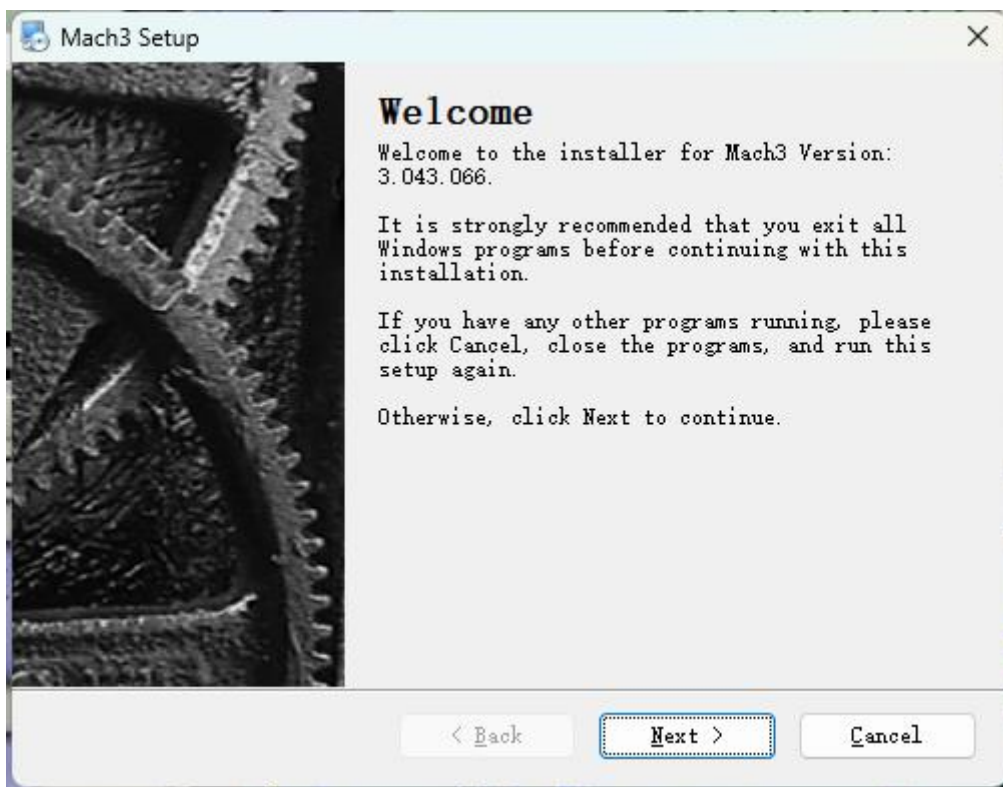 Mach3 Setup
Welcome
Welcome to the installer for Mach3 Version:
3.043.066.
It is strongly recommended that you exit all
Windows programs before continuing with this
installation.
If you have any other programs running, please
click Cancel, close the programs, and run this
setup again.
Otherwise, click Next to continue.
< Back
Next >
Cancel